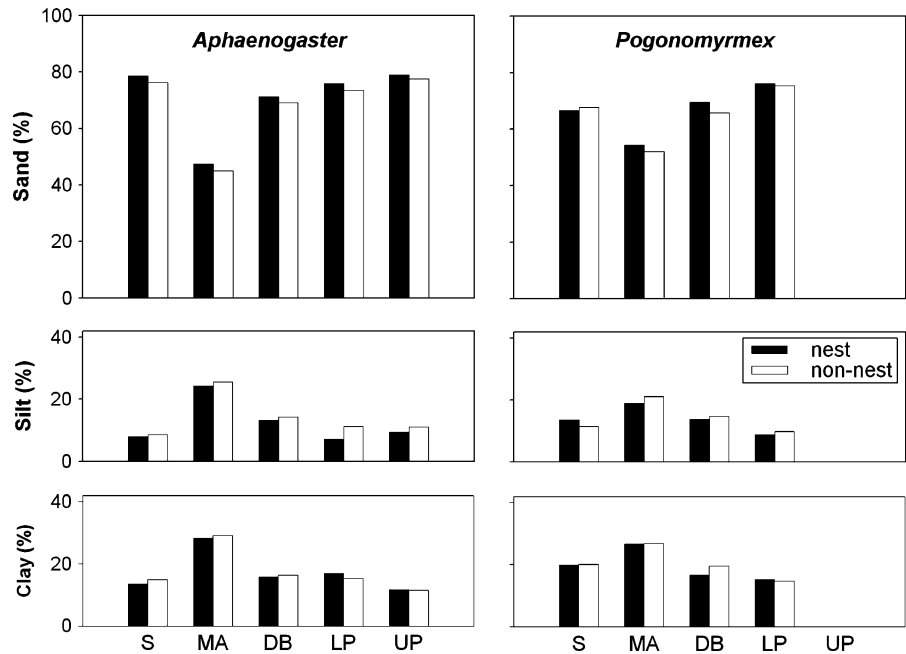 Aphaenogaster
Pogonomyrmex
Sand (%)
100
80
60
40
20
0
Silt (%)
40
20
0
nest
non-nest
Clay (%)
40
20
0
S MA DB LP UP
S MA DB LP UP